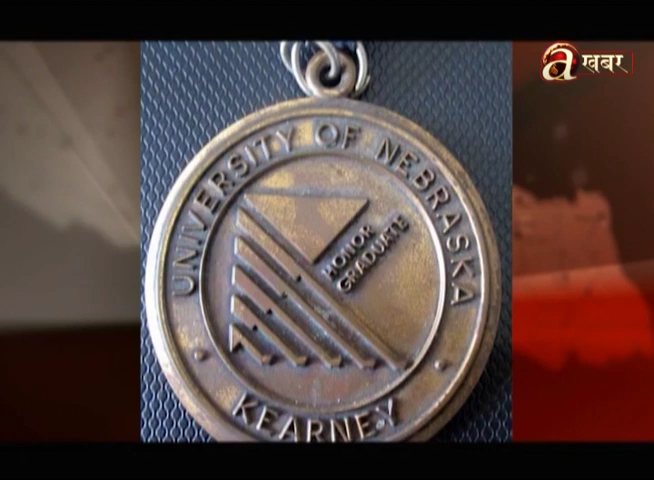 a खबर
UNIVERSITY OF NEBRASKA
HONOR
GRADUATE
KEARNEY